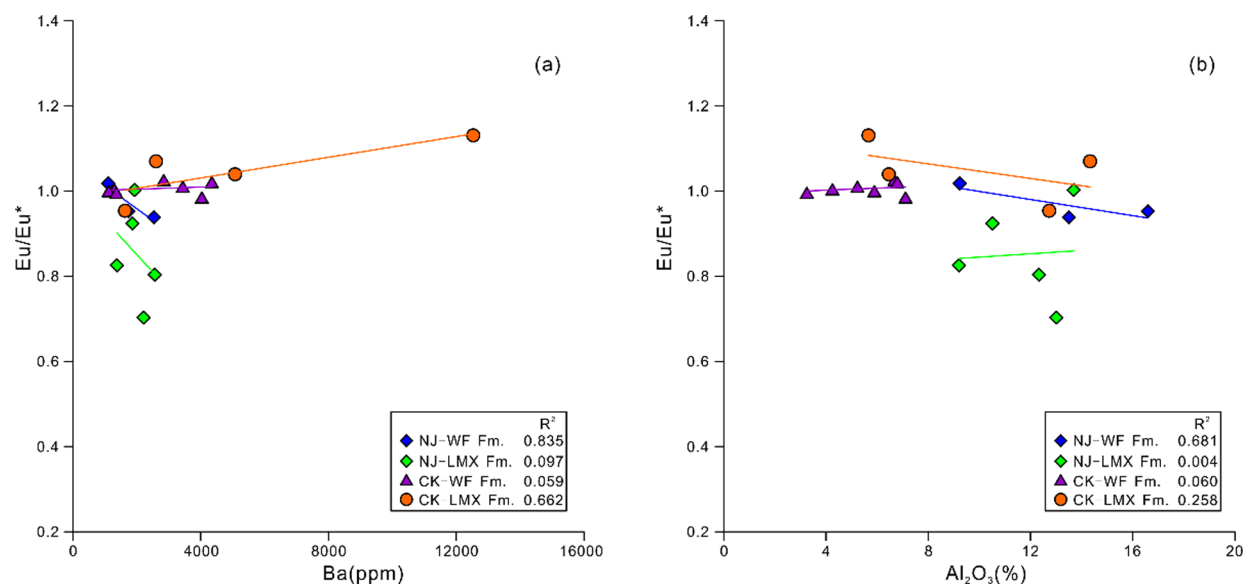 1.4
1.2
1.0
0.8
0.6
0.4
0.2
Eu/Eu*
(a)
R²
NJ-WF Fm. 0.835
NJ-LMX Fm. 0.097
CK-WF Fm. 0.059
CK-LMX Fm. 0.662
0 4000 8000 12000 16000
Ba(ppm)
1.4
1.2
1.0
0.8
0.6
0.4
0.2
Eu/Eu*
(b)
R²
NJ-WF Fm. 0.681
NJ-LMX Fm. 0.004
CK-WF Fm. 0.060
CK-LMX Fm. 0.258
0 4 8 12 16 20
Al₂O₃(%)